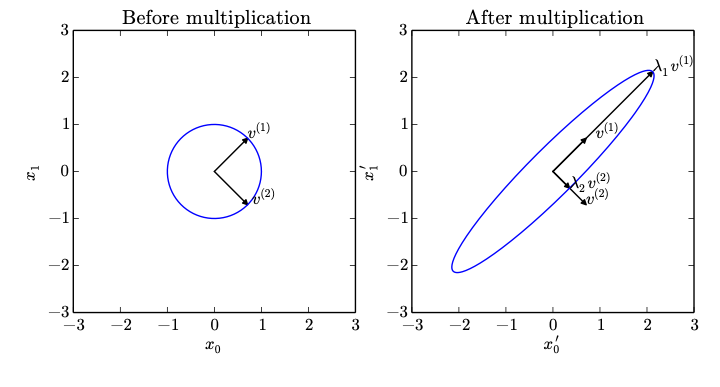 Before multiplication
3
2
1
0
−1
−2
−3
x₁
v⁽¹⁾
v⁽²⁾
−3 −2 −1 0 1 2 3
x₀
After multiplication
3
2
1
0
−1
−2
−3
x₁′
λ₁ v⁽¹⁾
v⁽¹⁾
λ₂ v⁽²⁾
v⁽²⁾
−3 −2 −1 0 1 2 3
x₀′